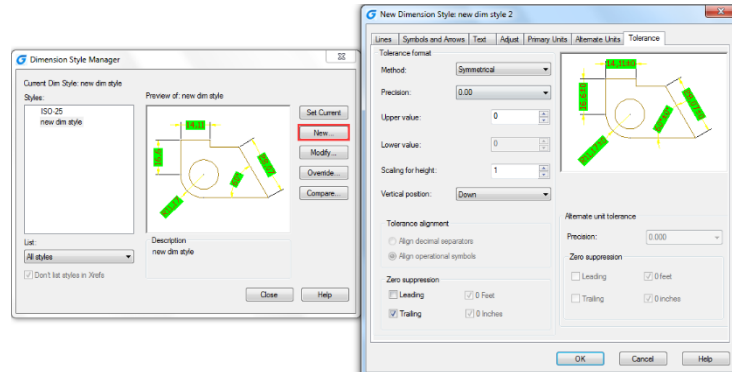 Dimension Style Manager
Current Dim Style: new dim style
Styles:
ISO-25
new dim style
Preview of: new dim style
14,11
16,6
Set Current
New...
Modify...
Override...
Compare...
List:
All styles
Don't list styles in Xrefs
Description
new dim style
Close
Help
New Dimension Style: new dim style 2
Lines
Symbols and Arrows
Text
Adjust
Primary Units
Alternate Units
Tolerance
Tolerance format
Method:
Symmetrical
Precision:
0.00
Upper value:
0
Lower value:
0
Scaling for height:
1
Vertical position:
Down
Tolerance alignment
Align decimal separators
Align operational symbols
Zero suppression
Leading
0 Feet
Trailing
0 Inches
Alternate unit tolerance
Precision:
0.000
Zero suppression
Leading
0 feet
Trailing
0 inches
OK
Cancel
Help